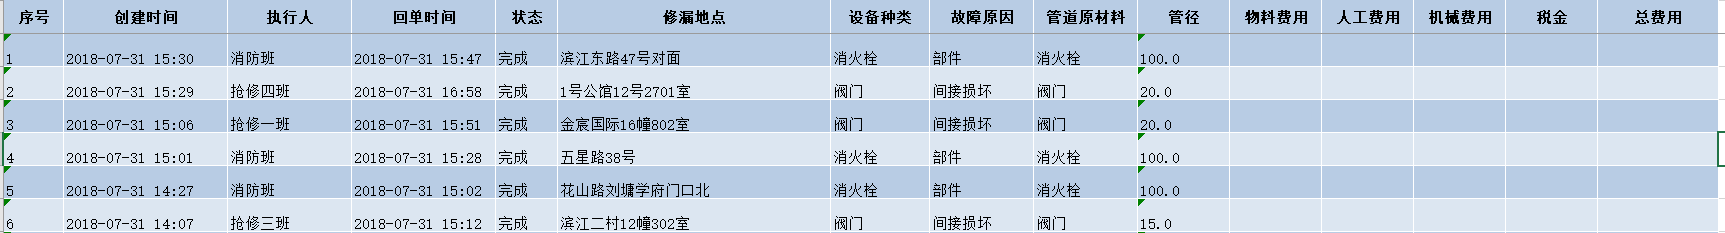 序号 创建时间 执行人 回单时间 状态 修漏地点 设备种类 故障原因 管道原材料 管径 物料费用 人工费用 机械费用 税金 总费用
1 2018-07-31 15:30 消防班 2018-07-31 15:47 完成 滨江东路47号对面 消火栓 部件 消火栓 100.0
2 2018-07-31 15:29 抢修四班 2018-07-31 16:58 完成 1号公馆12号2701室 阀门 间接损坏 阀门 20.0
3 2018-07-31 15:06 抢修一班 2018-07-31 15:51 完成 金宸国际16幢802室 阀门 间接损坏 阀门 20.0
4 2018-07-31 15:01 消防班 2018-07-31 15:28 完成 五星路38号 消火栓 部件 消火栓 100.0
5 2018-07-31 14:27 消防班 2018-07-31 15:02 完成 花山路刘塘学府门口北 消火栓 部件 消火栓 100.0
6 2018-07-31 14:07 抢修三班 2018-07-31 15:12 完成 滨江二村12幢302室 阀门 间接损坏 阀门 15.0